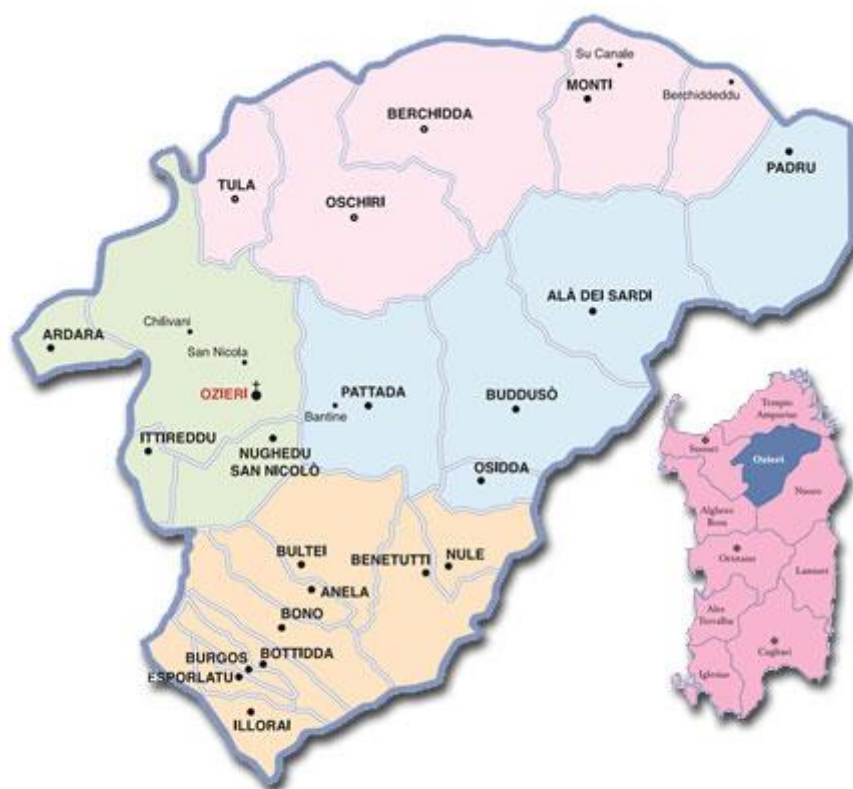 Su Canale
MONTI
Berchiddeddu
BERCHIDDA
PADRU
TULA
OSCHIRI
ALÀ DEI SARDI
Chilivani
ARDARA
San Nicola
OZIERI
PATTADA
Bantine
BUDDUSÒ
ITTIREDDU
NUGHEDU
SAN NICOLÒ
OSIDDA
BULTEI
BENETUTTI
NULE
ANELA
BONO
BOTTIDDA
BURGOS
ESPORLATU
ILLORAI
Tempio
Ampurias
Sassari
Ozieri
Nuoro
Alghero
Bosa
Oristano
Lanusei
Ales
Terralba
Cagliari
Iglesias